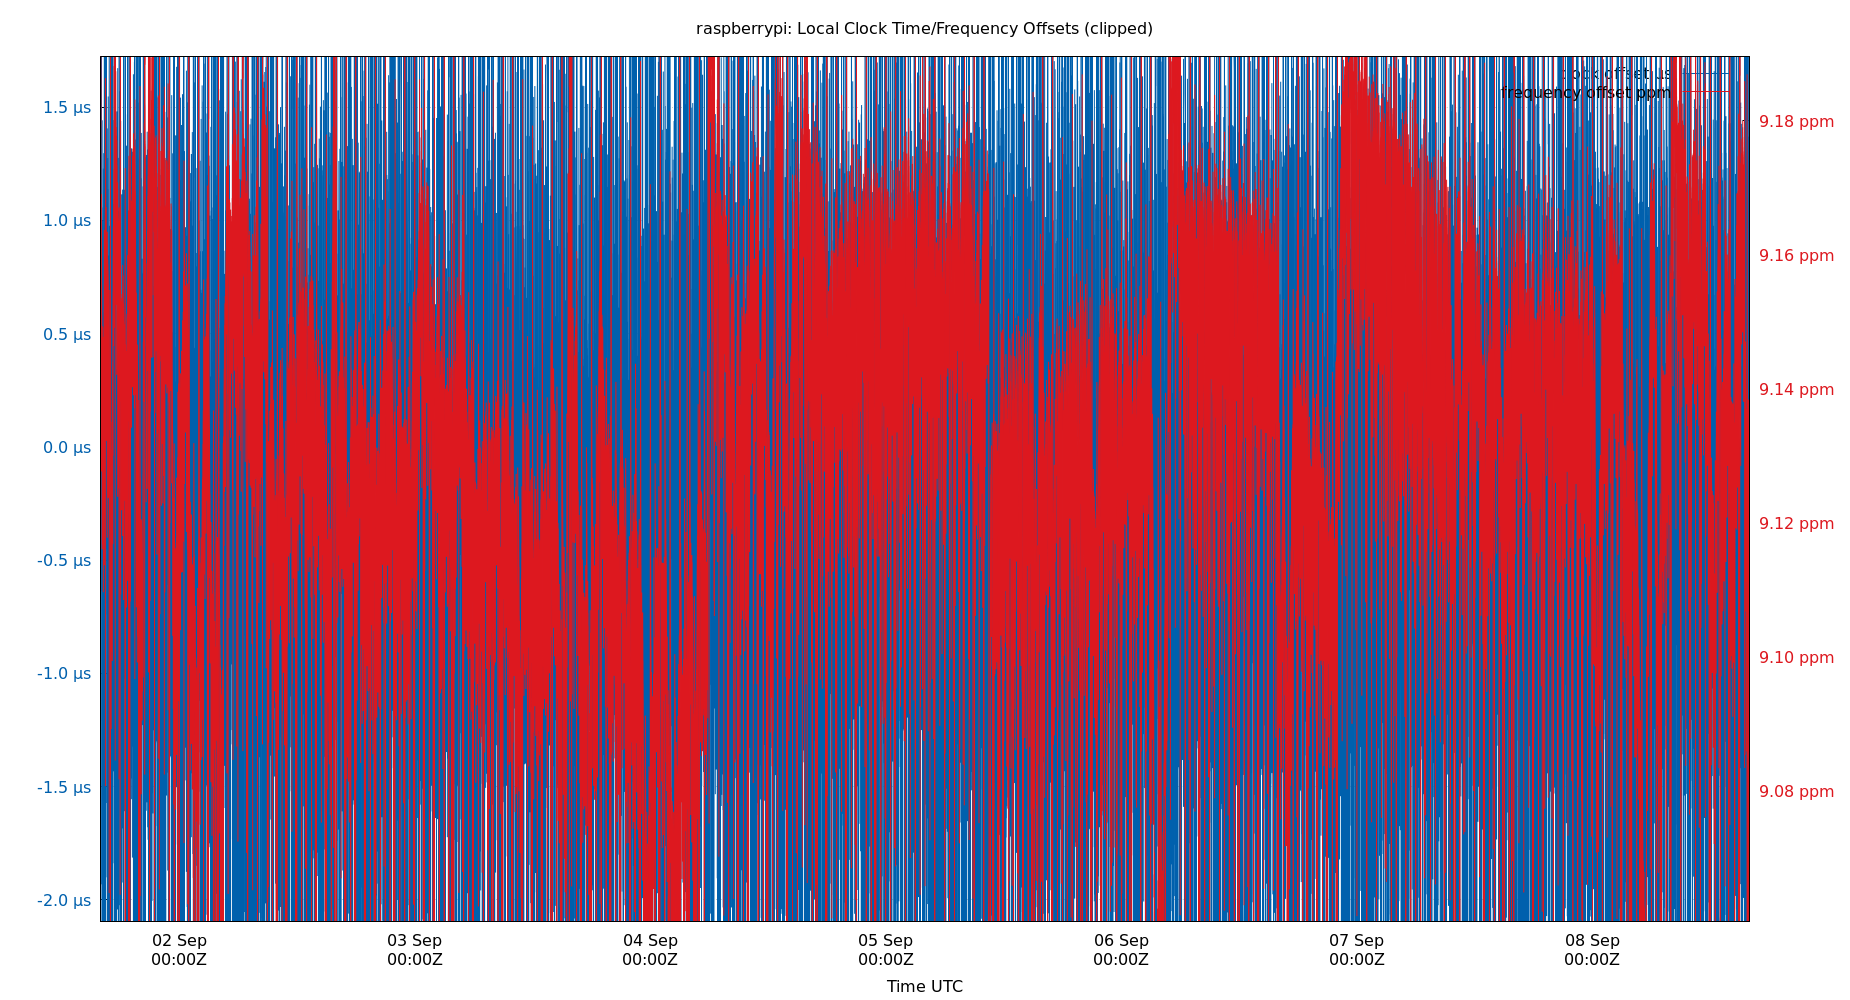 raspberrypi: Local Clock Time/Frequency Offsets (clipped)
clock offset μs
frequency offset ppm
1.5 μs
1.0 μs
0.5 μs
0.0 μs
-0.5 μs
-1.0 μs
-1.5 μs
-2.0 μs
9.18 ppm
9.16 ppm
9.14 ppm
9.12 ppm
9.10 ppm
9.08 ppm
02 Sep
00:00Z
03 Sep
00:00Z
04 Sep
00:00Z
05 Sep
00:00Z
06 Sep
00:00Z
07 Sep
00:00Z
08 Sep
00:00Z
Time UTC